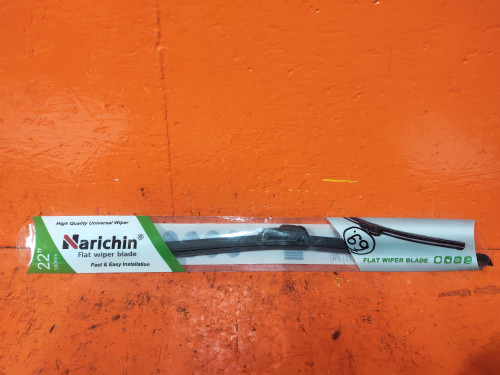 22"
High Quality Universal Wiper
Narichin®
Flat wiper blade
Fast & Easy Installation
FLAT WIPER BLADE